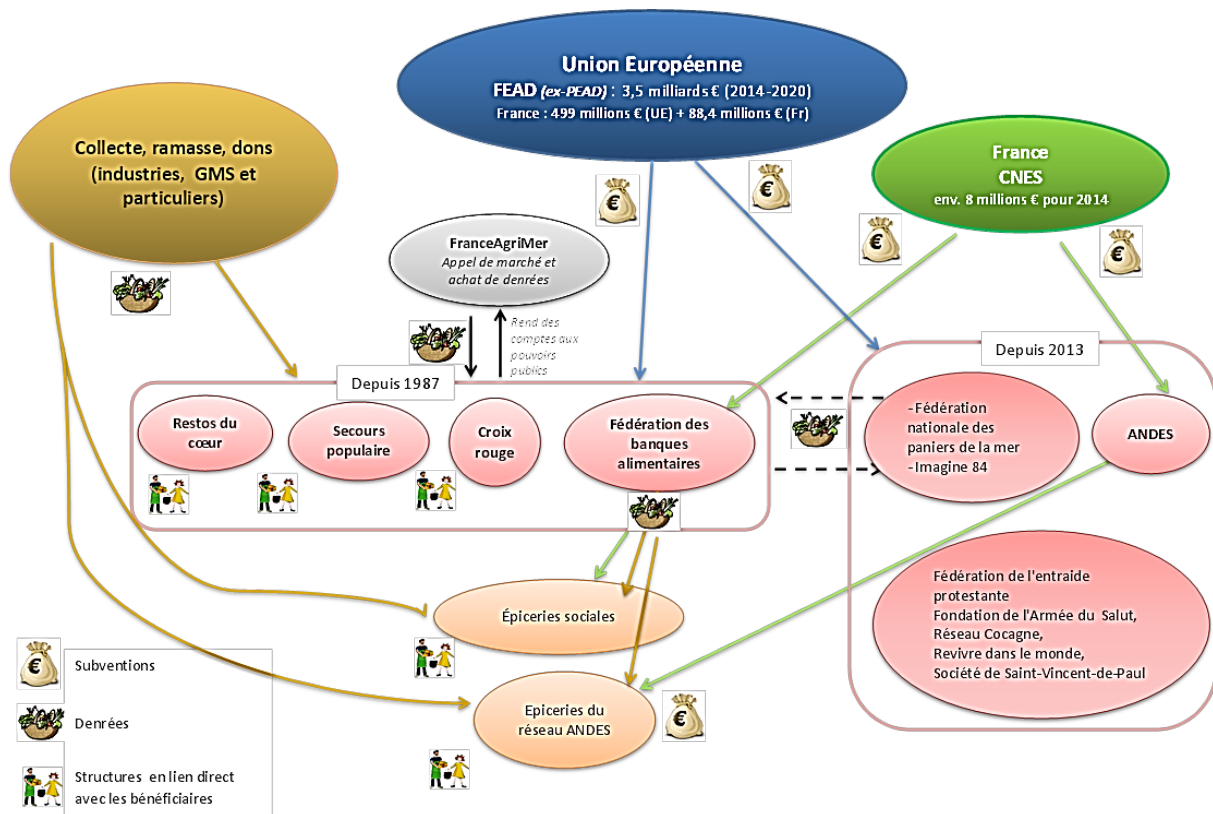 Union Européenne
FEAD (ex-PEAD) : 3,5 milliards € (2014-2020)
France : 499 millions € (UE) + 88,4 millions € (Fr)
Collecte, ramasse, dons
(industries, GMS et
particuliers)
France
CNES
env. 8 millions € pour 2014
FranceAgriMer
Appel de marché et
achat de denrées
Rend des
comptes aux
pouvoirs
publics
Depuis 1987
Depuis 2013
Restos du
cœur
Secours
populaire
Croix
rouge
Fédération des
banques
alimentaires
-Fédération
nationale des
paniers de la mer
-Imagine 84
ANDES
Fédération de l'entraide
protestante
Fondation de l'Armée du Salut,
Réseau Cocagne,
Revivre dans le monde,
Société de Saint-Vincent-de-Paul
Épiceries sociales
Epiceries du
réseau ANDES
Subventions
Denrées
Structures en lien direct
avec les bénéficiaires